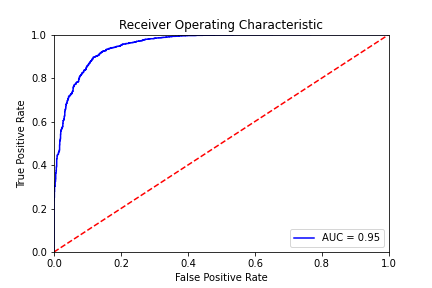 Receiver Operating Characteristic
1.0
0.8
0.6
0.4
0.2
0.0
True Positive Rate
AUC = 0.95
0.0 0.2 0.4 0.6 0.8 1.0
False Positive Rate